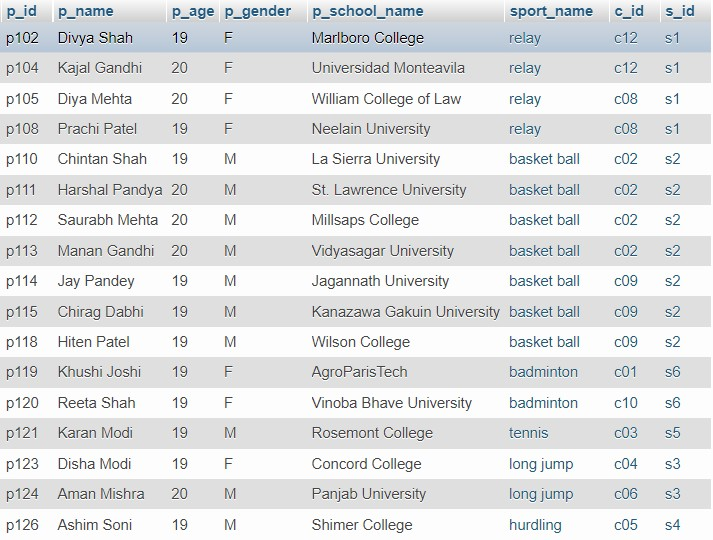 p_id p_name p_age p_gender p_school_name sport_name c_id s_id
p102 Divya Shah 19 F Marlboro College relay c12 s1
p104 Kajal Gandhi 20 F Universidad Monteavila relay c12 s1
p105 Diya Mehta 20 F William College of Law relay c08 s1
p108 Prachi Patel 19 F Neelain University relay c08 s1
p110 Chintan Shah 19 M La Sierra University basket ball c02 s2
p111 Harshal Pandya 20 M St. Lawrence University basket ball c02 s2
p112 Saurabh Mehta 20 M Millsaps College basket ball c02 s2
p113 Manan Gandhi 20 M Vidyasagar University basket ball c02 s2
p114 Jay Pandey 19 M Jagannath University basket ball c09 s2
p115 Chirag Dabhi 19 M Kanazawa Gakuin University basket ball c09 s2
p118 Hiten Patel 19 M Wilson College basket ball c09 s2
p119 Khushi Joshi 19 F AgroParisTech badminton c01 s6
p120 Reeta Shah 19 F Vinoba Bhave University badminton c10 s6
p121 Karan Modi 19 M Rosemont College tennis c03 s5
p123 Disha Modi 19 F Concord College long jump c04 s3
p124 Aman Mishra 20 M Panjab University long jump c06 s3
p126 Ashim Soni 19 M Shimer College hurdling c05 s4